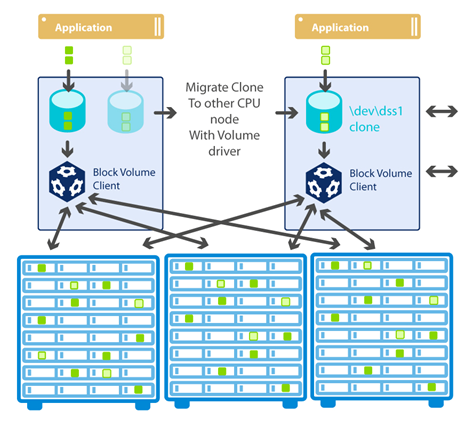 Application
Application
Migrate Clone
To other CPU
node
With Volume
driver
\dev\dss1
clone
Block Volume
Client
Block Volume
Client